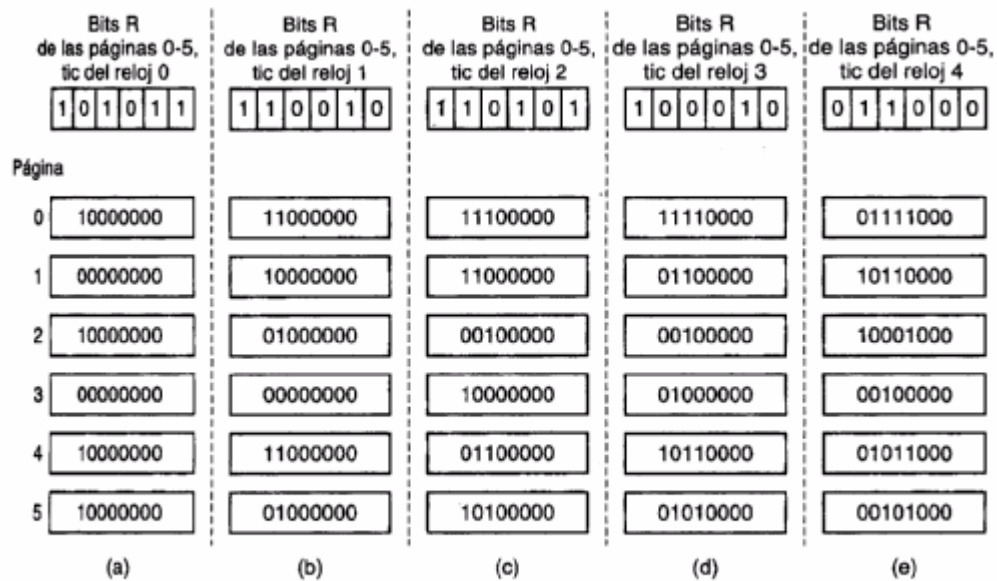 Bits R Bits R Bits R Bits R Bits R
de las páginas 0-5, de las páginas 0-5, de las páginas 0-5, de las páginas 0-5, de las páginas 0-5,
tic del reloj 0 tic del reloj 1 tic del reloj 2 tic del reloj 3 tic del reloj 4
1 0 1 0 1 1 1 1 0 0 1 0 1 1 0 1 0 1 1 0 0 0 1 0 0 1 1 0 0 0
Página
0 10000000 11000000 11100000 11110000 01111000
1 00000000 10000000 11000000 01100000 10110000
2 10000000 01000000 00100000 00100000 10001000
3 00000000 00000000 10000000 01000000 00100000
4 10000000 11000000 01100000 10110000 01011000
5 10000000 01000000 10100000 01010000 00101000
(a) (b) (c) (d) (e)